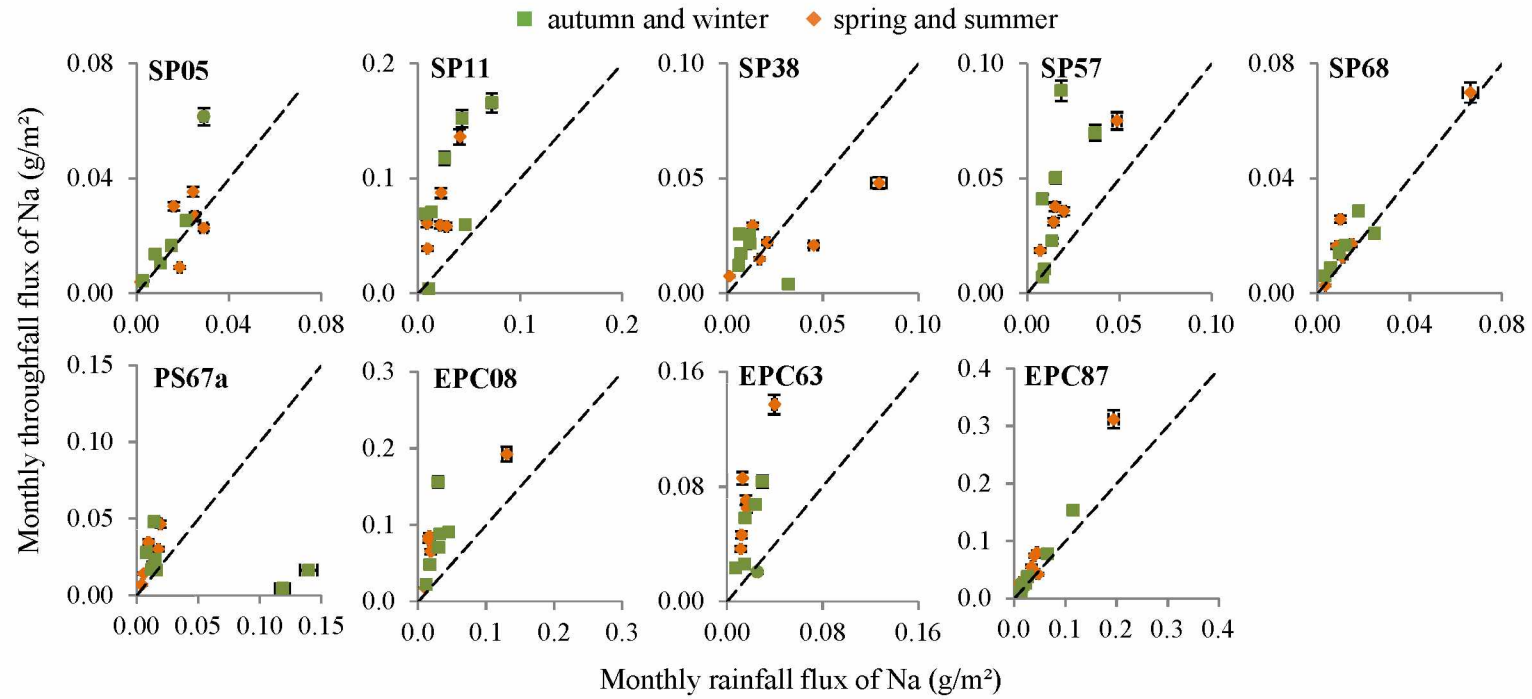 autumn and winter spring and summer
Monthly throughfall flux of Na (g/m²)
SP05
0.08
0.04
0.00
0.00 0.04 0.08
SP11
0.2
0.1
0.0
0.0 0.1 0.2
SP38
0.10
0.05
0.00
0.00 0.05 0.10
SP57
0.10
0.05
0.00
0.00 0.05 0.10
SP68
0.08
0.04
0.00
0.00 0.04 0.08
PS67a
0.15
0.10
0.05
0.00
0.00 0.05 0.10 0.15
EPC08
0.3
0.2
0.1
0.0
0.0 0.1 0.2 0.3
EPC63
0.16
0.08
0.00
0.00 0.08 0.16
EPC87
0.4
0.3
0.2
0.1
0.0
0.0 0.1 0.2 0.3 0.4
Monthly rainfall flux of Na (g/m²)